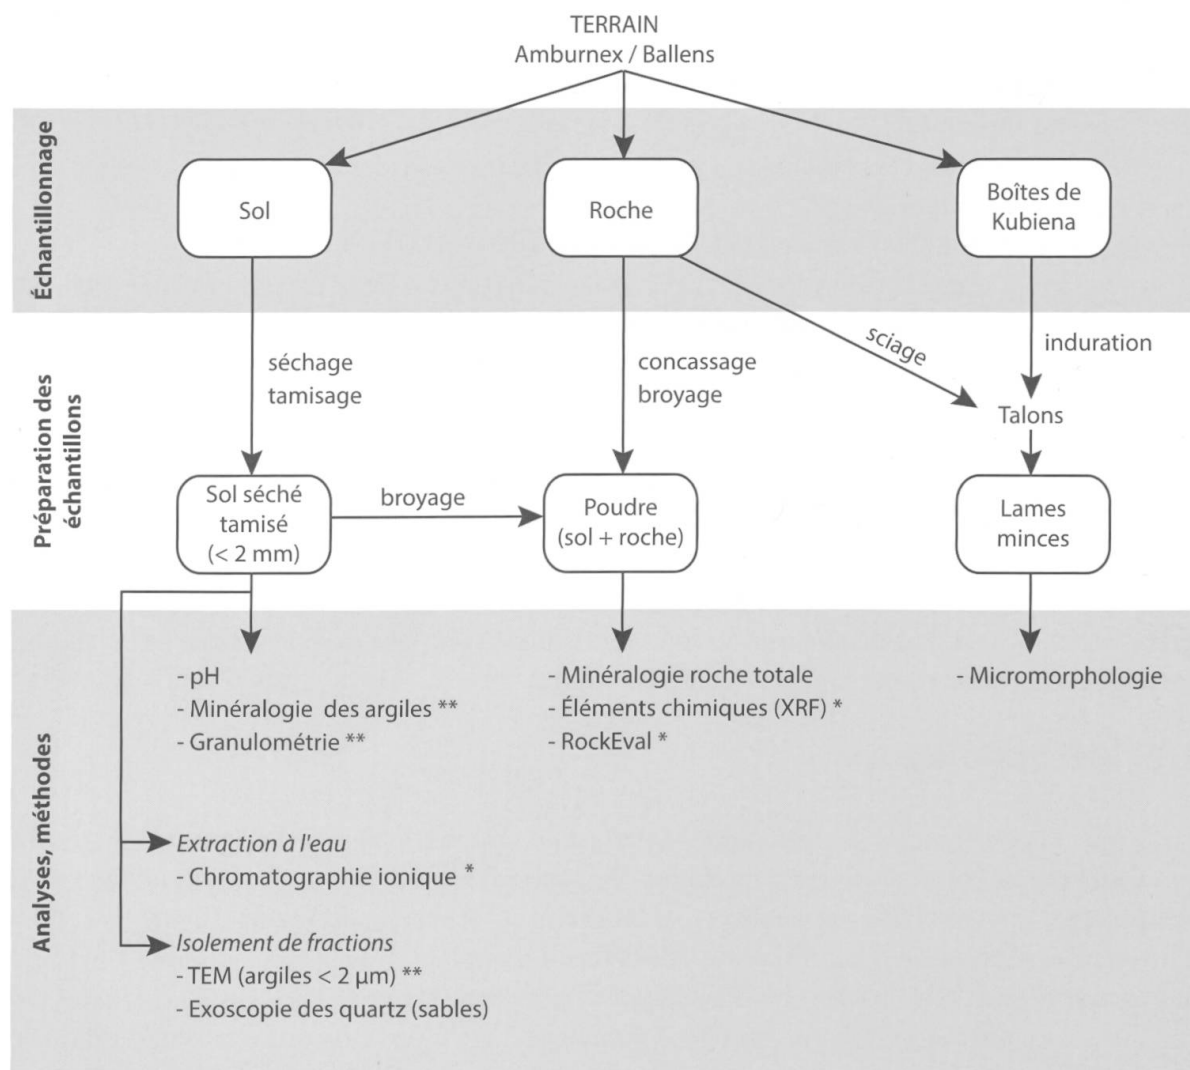 TERRAIN
Amburnex / Ballens
Échantillonnage
Sol
Roche
Boîtes de
Kubiena
Préparation des
échantillons
séchage
tamisage
concassage
broyage
sciage
induration
Talons
Sol séché
tamisé
(< 2 mm)
broyage
Poudre
(sol + roche)
Lames
minces
Analyses, méthodes
- pH
- Minéralogie des argiles **
- Granulométrie **
- Minéralogie roche totale
- Éléments chimiques (XRF) *
- RockEval *
- Micromorphologie
Extraction à l'eau
- Chromatographie ionique *
Isolement de fractions
- TEM (argiles < 2 µm) **
- Exoscopie des quartz (sables)